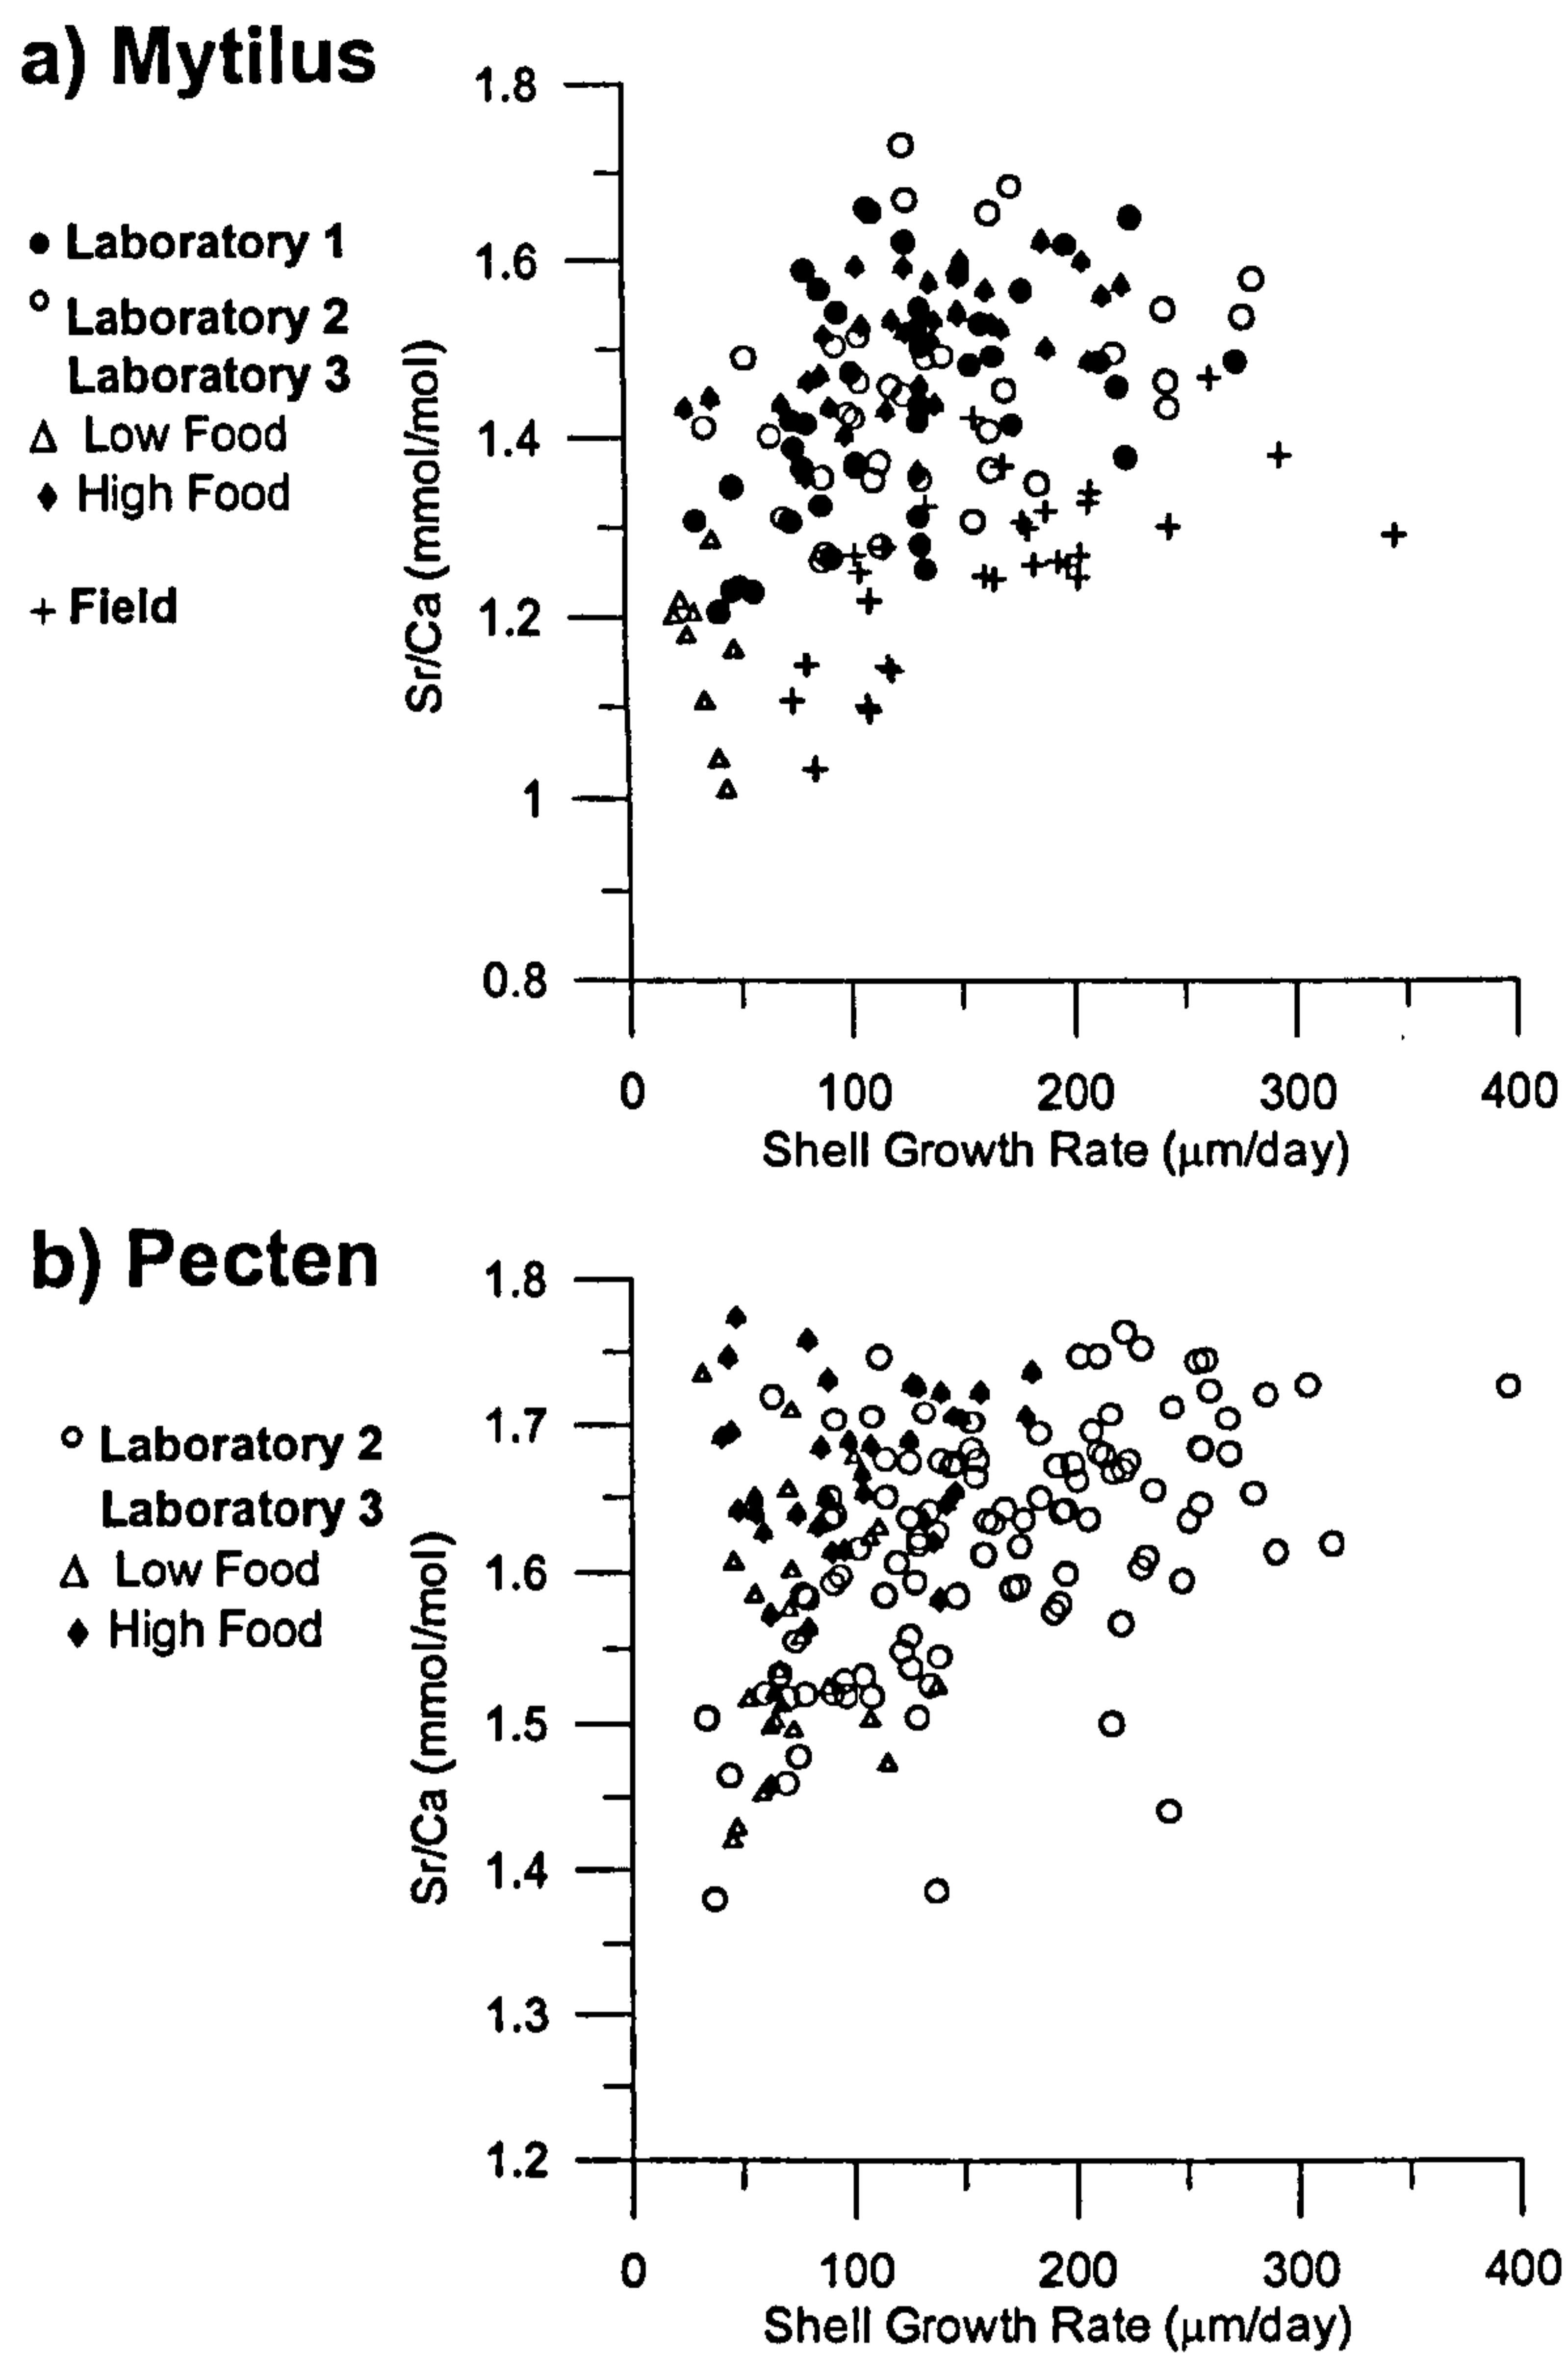 a) Mytilus
Laboratory 1
Laboratory 2
Laboratory 3
Low Food
High Food
Field
Sr/Ca (mmol/mol)
1.8
1.6
1.4
1.2
1
0.8
0 100 200 300 400
Shell Growth Rate (μm/day)
b) Pecten
Laboratory 2
Laboratory 3
Low Food
High Food
Sr/Ca (mmol/mol)
1.8
1.7
1.6
1.5
1.4
1.3
1.2
0 100 200 300 400
Shell Growth Rate (μm/day)